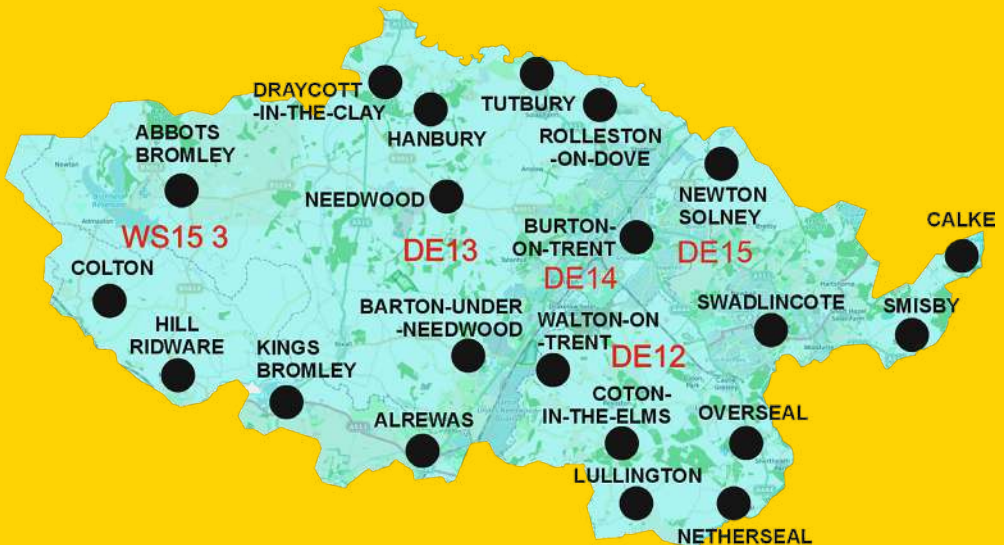 DRAYCOTT
-IN-THE-CLAY
HANBURY
TUTBURY
ROLLESTON
-ON-DOVE
ABBOTS
BROMLEY
NEEDWOOD
NEWTON
SOLNEY
BURTON-
ON-TRENT
CALKE
WS15 3
DE13
DE14
DE15
COLTON
BARTON-UNDER
-NEEDWOOD
WALTON-ON
-TRENT
SWADLINCOTE
SMISBY
HILL
RIDWARE
KINGS
BROMLEY
DE12
ALREWAS
COTON-
IN-THE-ELMS
OVERSEAL
LULLINGTON
NETHERSEAL